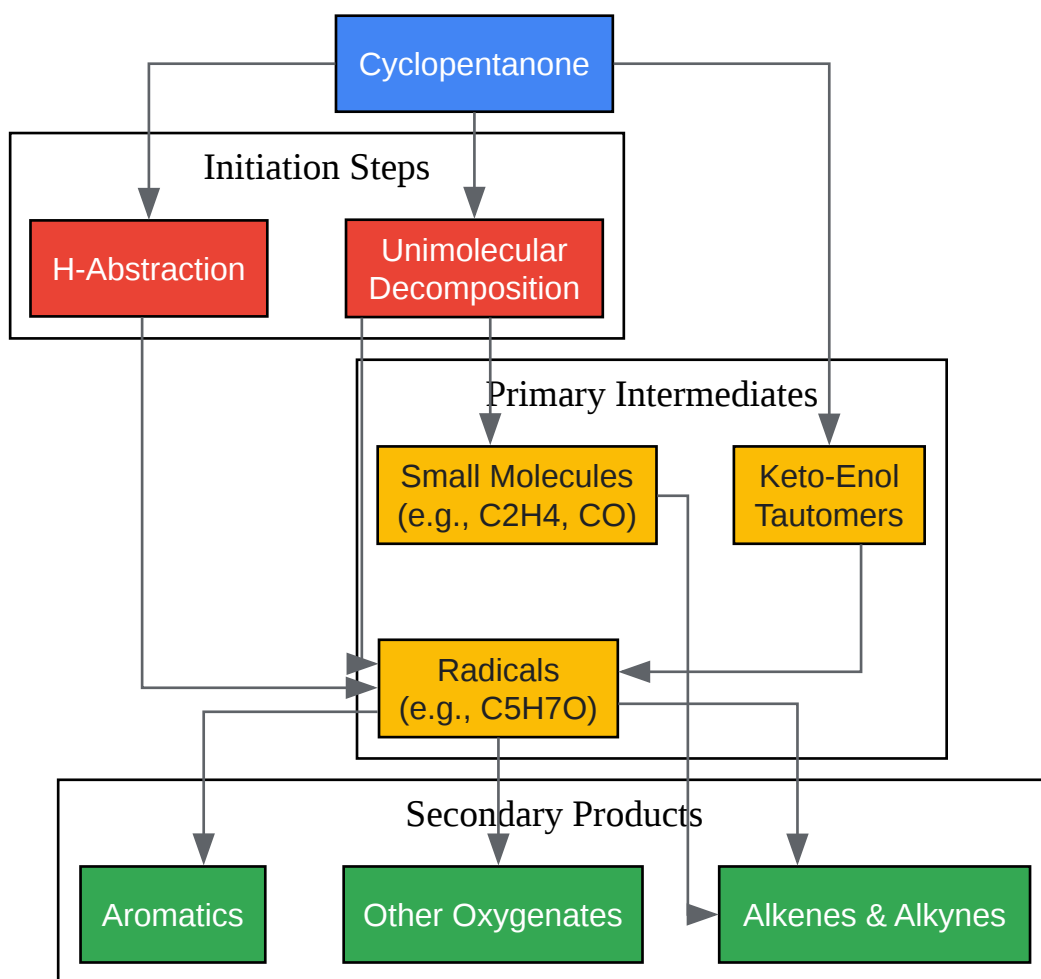 Cyclopentanone
Initiation Steps
H-Abstraction
Unimolecular
Decomposition
Primary Intermediates
Small Molecules
(e.g., C2H4, CO)
Keto-Enol
Tautomers
Radicals
(e.g., C5H7O)
Secondary Products
Aromatics
Other Oxygenates
Alkenes & Alkynes